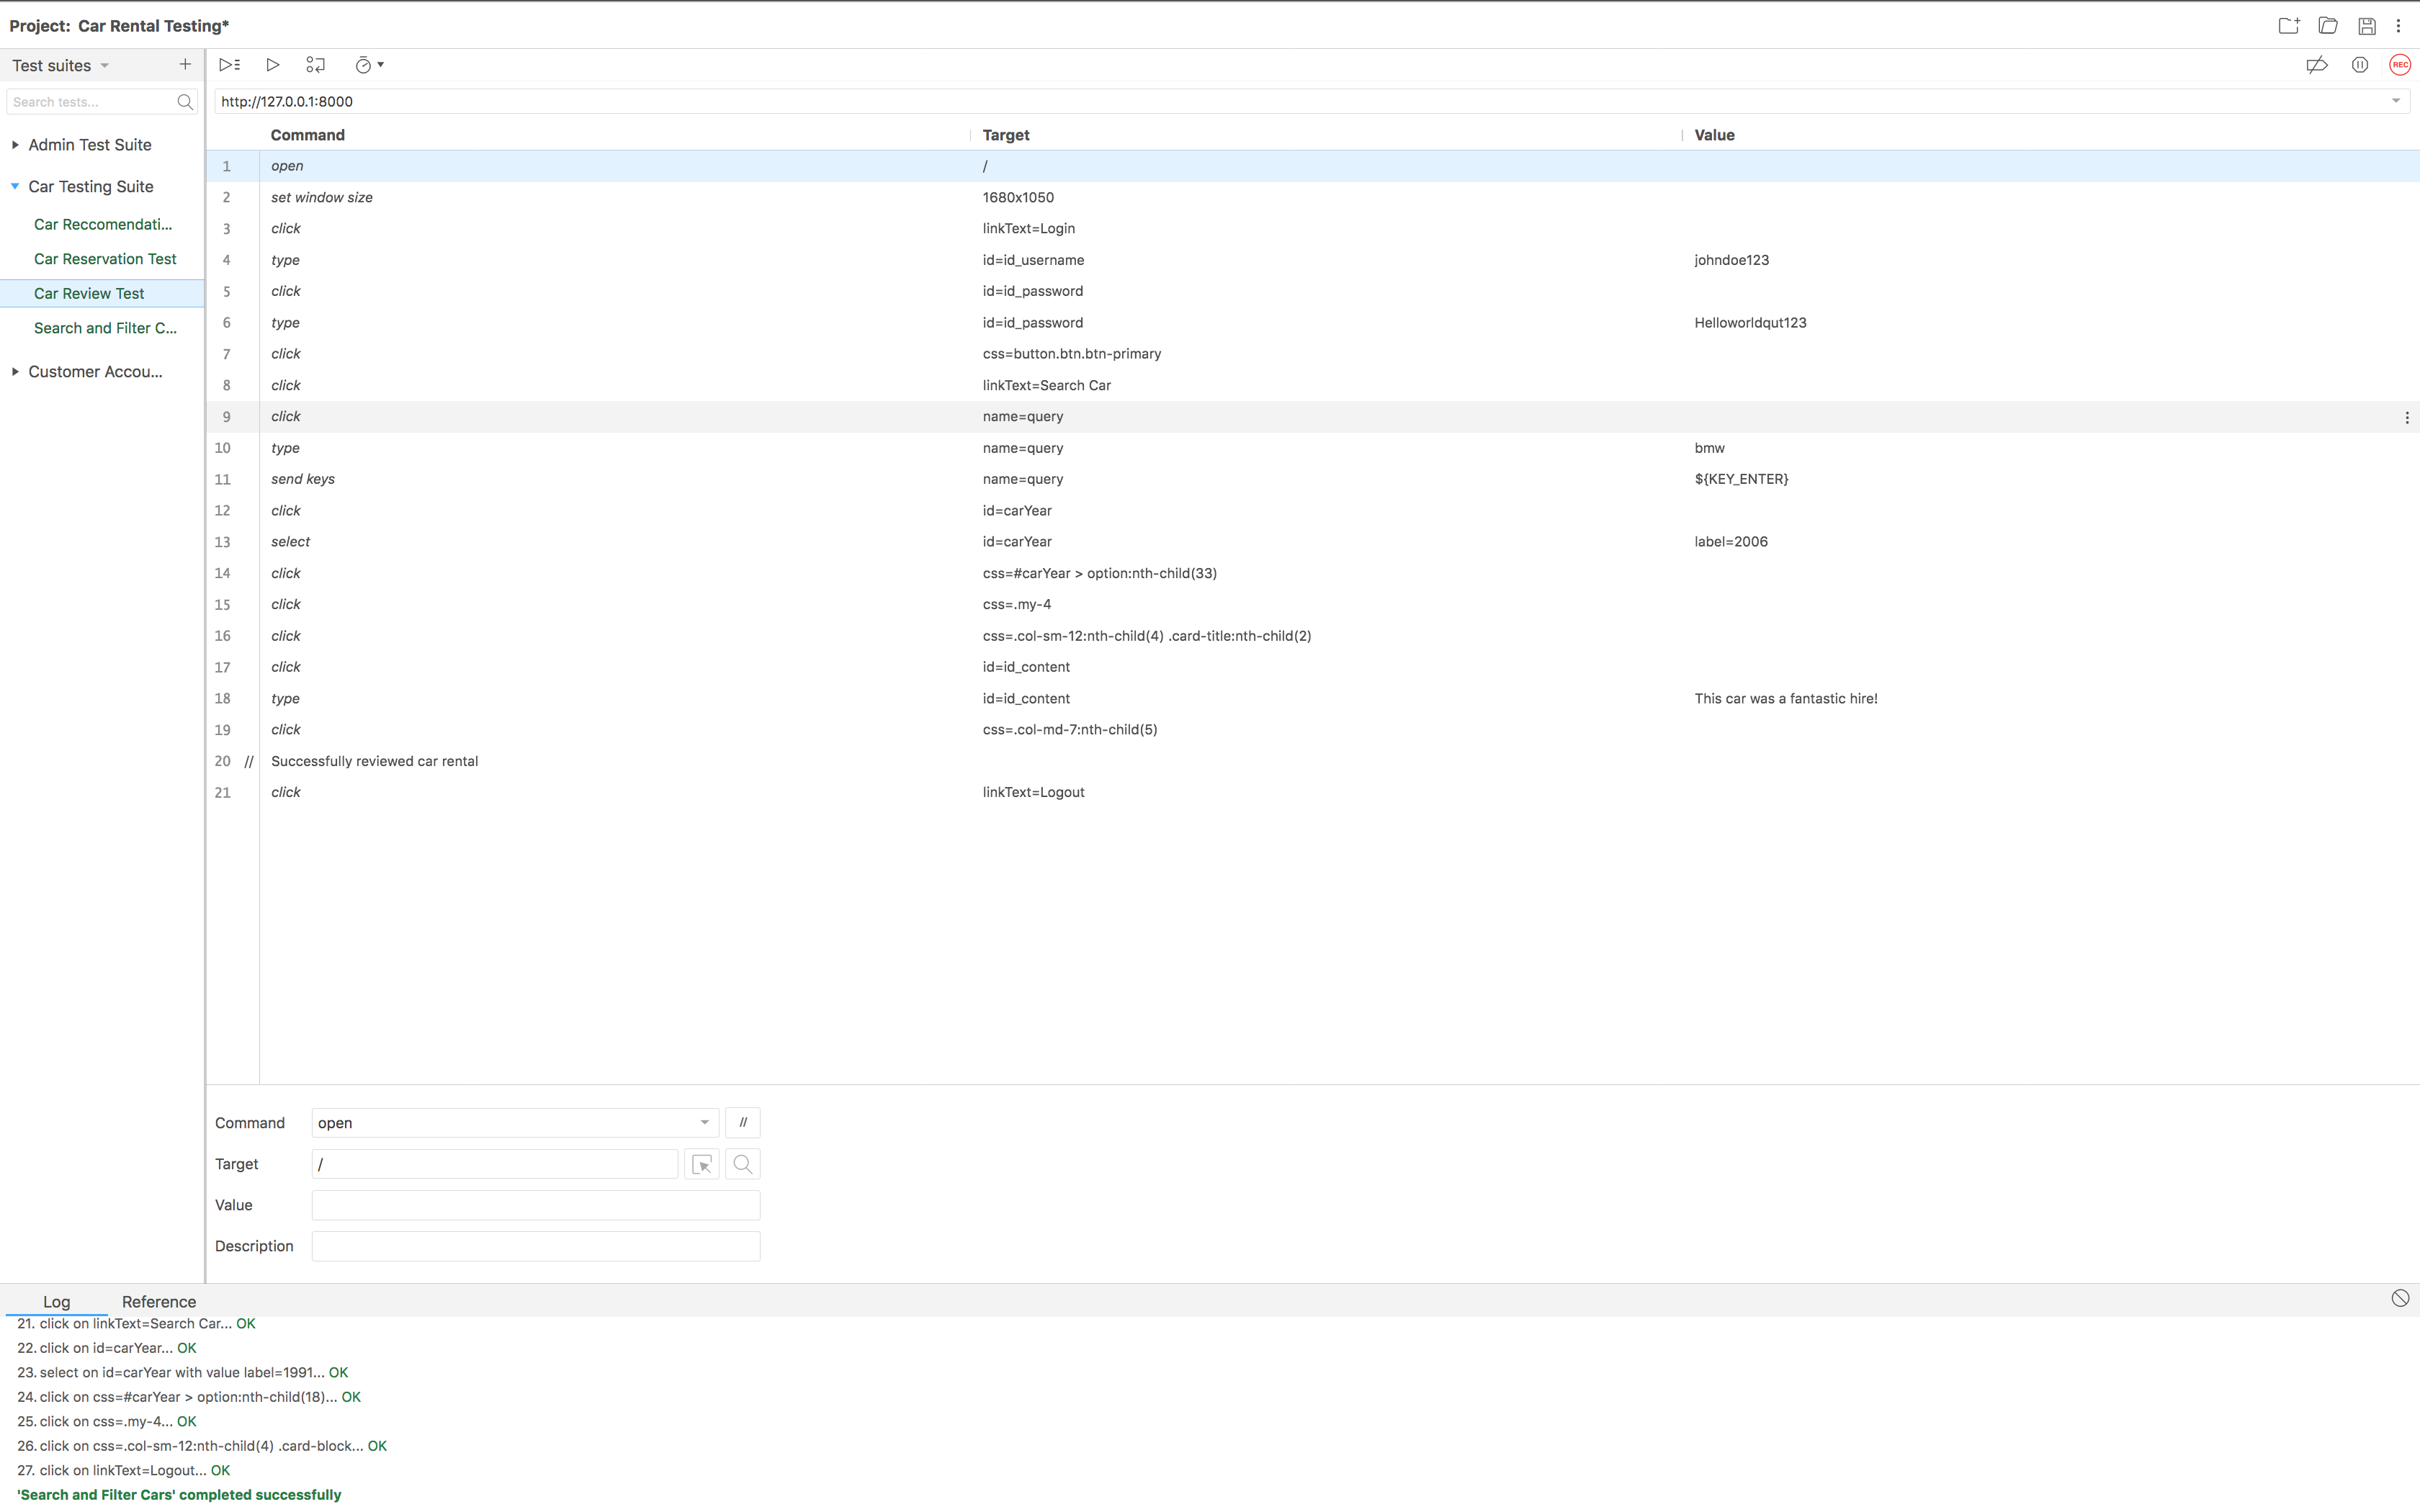 Project: Car Rental Testing*
Test suites
REC
Search tests...
http://127.0.0.1:8000
Command Target Value
Admin Test Suite
Car Testing Suite
Car Reccomendati...
Car Reservation Test
Car Review Test
Search and Filter C...
Customer Accou...
1 open /
2 set window size 1680x1050
3 click linkText=Login
4 type id=id_username johndoe123
5 click id=id_password
6 type id=id_password Helloworldqut123
7 click css=button.btn.btn-primary
8 click linkText=Search Car
9 click name=query
10 type name=query bmw
11 send keys name=query ${KEY_ENTER}
12 click id=carYear
13 select id=carYear label=2006
14 click css=#carYear > option:nth-child(33)
15 click css=.my-4
16 click css=.col-sm-12:nth-child(4) .card-title:nth-child(2)
17 click id=id_content
18 type id=id_content This car was a fantastic hire!
19 click css=.col-md-7:nth-child(5)
20 // Successfully reviewed car rental
21 click linkText=Logout
Command open //
Target /
Value
Description
Log Reference
21. click on linkText=Search Car... OK
22. click on id=carYear... OK
23. select on id=carYear with value label=1991... OK
24. click on css=#carYear > option:nth-child(18)... OK
25. click on css=.my-4... OK
26. click on css=.col-sm-12:nth-child(4) .card-block... OK
27. click on linkText=Logout... OK
'Search and Filter Cars' completed successfully